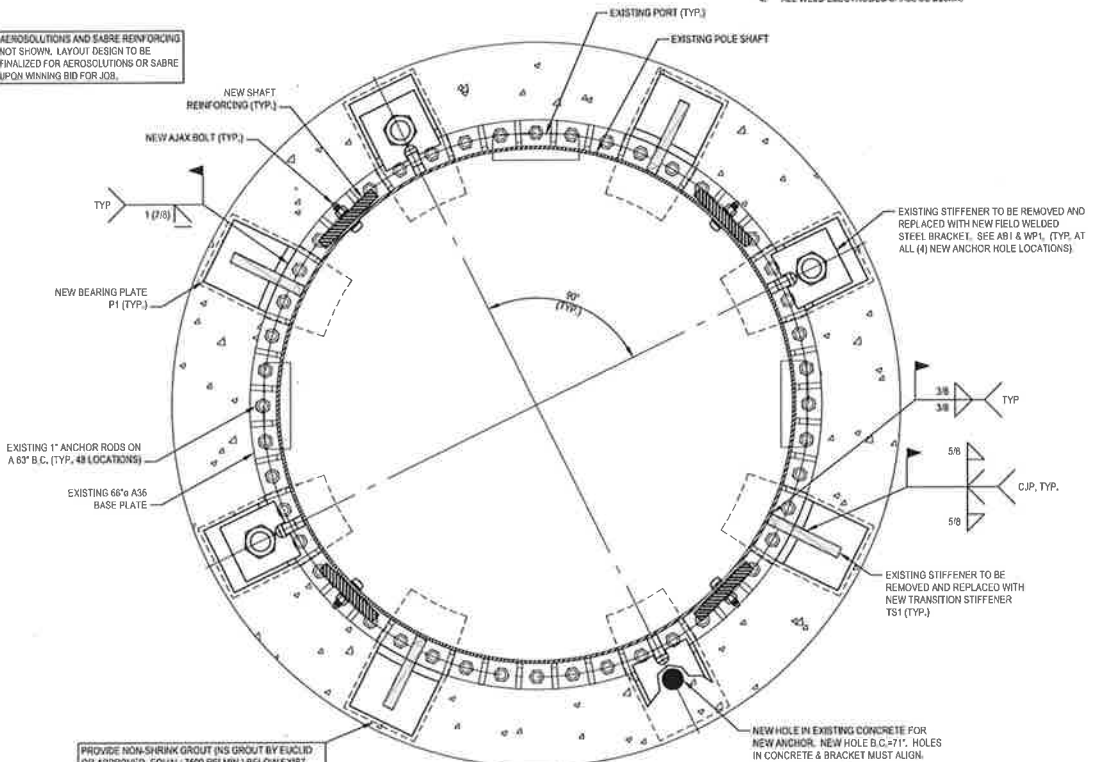 EXISTING PORT (TYP.)
AEROSOLUTIONS AND SABRE REINFORCING
NOT SHOWN. LAYOUT DESIGN TO BE
FINALIZED FOR AEROSOLUTIONS OR SABRE
UPON WINNING BID FOR JOB.
EXISTING POLE SHAFT
NEW SHAFT
REINFORCING (TYP.)
NEW AJAX BOLT (TYP.)
TYP
1 (7/8)
EXISTING STIFFENER TO BE REMOVED AND
REPLACED WITH NEW FIELD WELDED
STEEL BRACKET. SEE AB1 & WP1. (TYP. AT
ALL (4) NEW ANCHOR HOLE LOCATIONS)
NEW BEARING PLATE
P1 (TYP.)
90°
(TYP.)
3/8
3/8
TYP
EXISTING 1" ANCHOR RODS ON
A 63" B.C. (TYP. 48 LOCATIONS)
5/8
CJP, TYP.
5/8
EXISTING 66"ø A36
BASE PLATE
EXISTING STIFFENER TO BE
REMOVED AND REPLACED WITH
NEW TRANSITION STIFFENER
TS1 (TYP.)
NEW HOLE IN EXISTING CONCRETE FOR
NEW ANCHOR. NEW HOLE B.C.=71". HOLES
IN CONCRETE & BRACKET MUST ALIGN.
PROVIDE NON-SHRINK GROUT (NS GROUT BY EUCLID